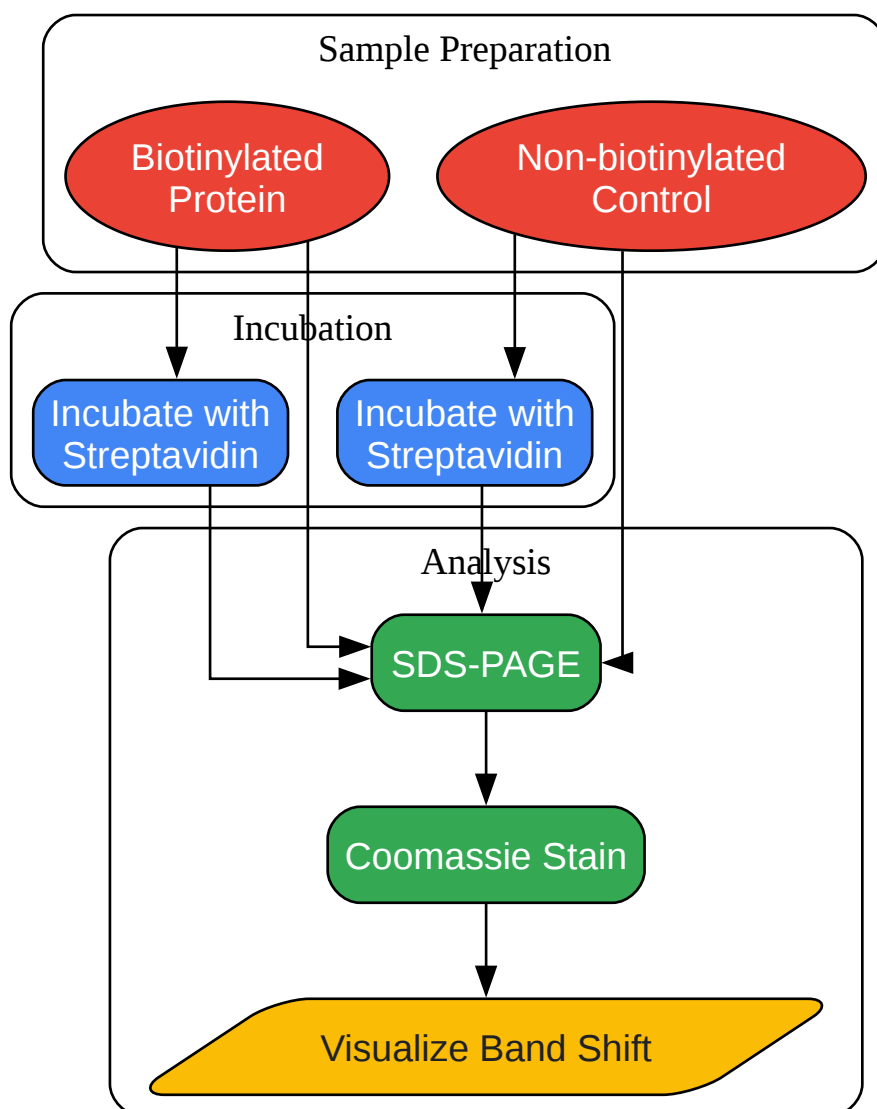 Sample Preparation
Biotinylated
Protein
Non-biotinylated
Control
Incubation
Incubate with
Streptavidin
Incubate with
Streptavidin
Analysis
SDS-PAGE
Coomassie Stain
Visualize Band Shift